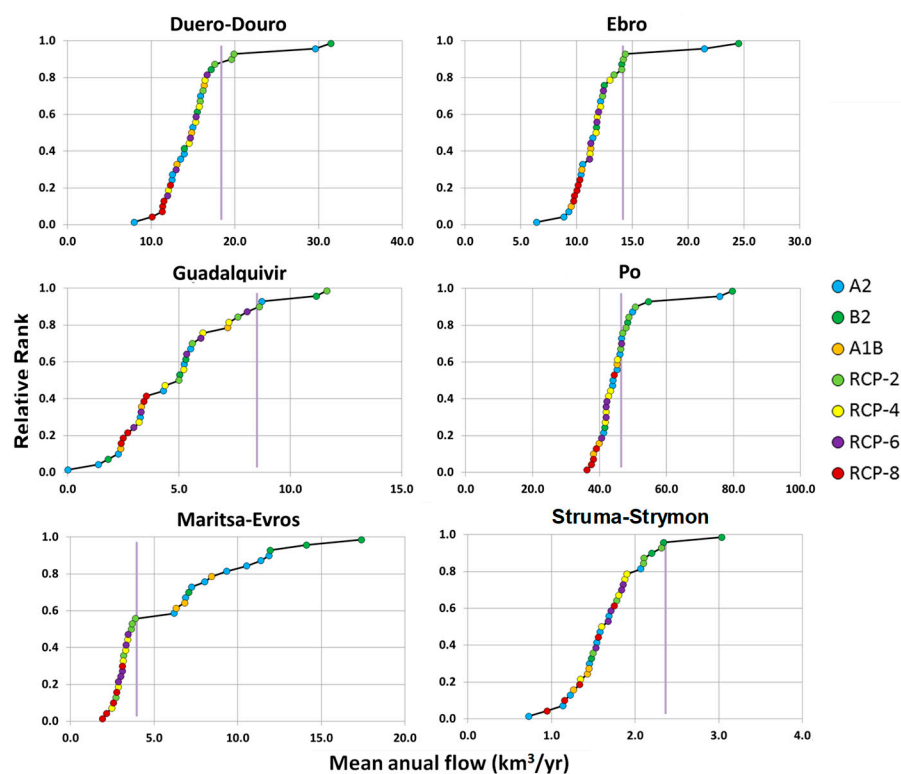 Duero-Douro
1.0
0.8
0.6
0.4
0.2
0.0
0.0 10.0 20.0 30.0 40.0
Ebro
1.0
0.8
0.6
0.4
0.2
0.0
0.0 5.0 10.0 15.0 20.0 25.0 30.0
Guadalquivir
1.0
0.8
0.6
0.4
0.2
0.0
0.0 5.0 10.0 15.0
Po
1.0
0.8
0.6
0.4
0.2
0.0
0.0 20.0 40.0 60.0 80.0 100.0
A2
B2
A1B
RCP-2
RCP-4
RCP-6
RCP-8
Relative Rank
Maritsa-Evros
1.0
0.8
0.6
0.4
0.2
0.0
0.0 5.0 10.0 15.0 20.0
Struma-Strymon
1.0
0.8
0.6
0.4
0.2
0.0
0.0 1.0 2.0 3.0 4.0
Mean anual flow (km³/yr)